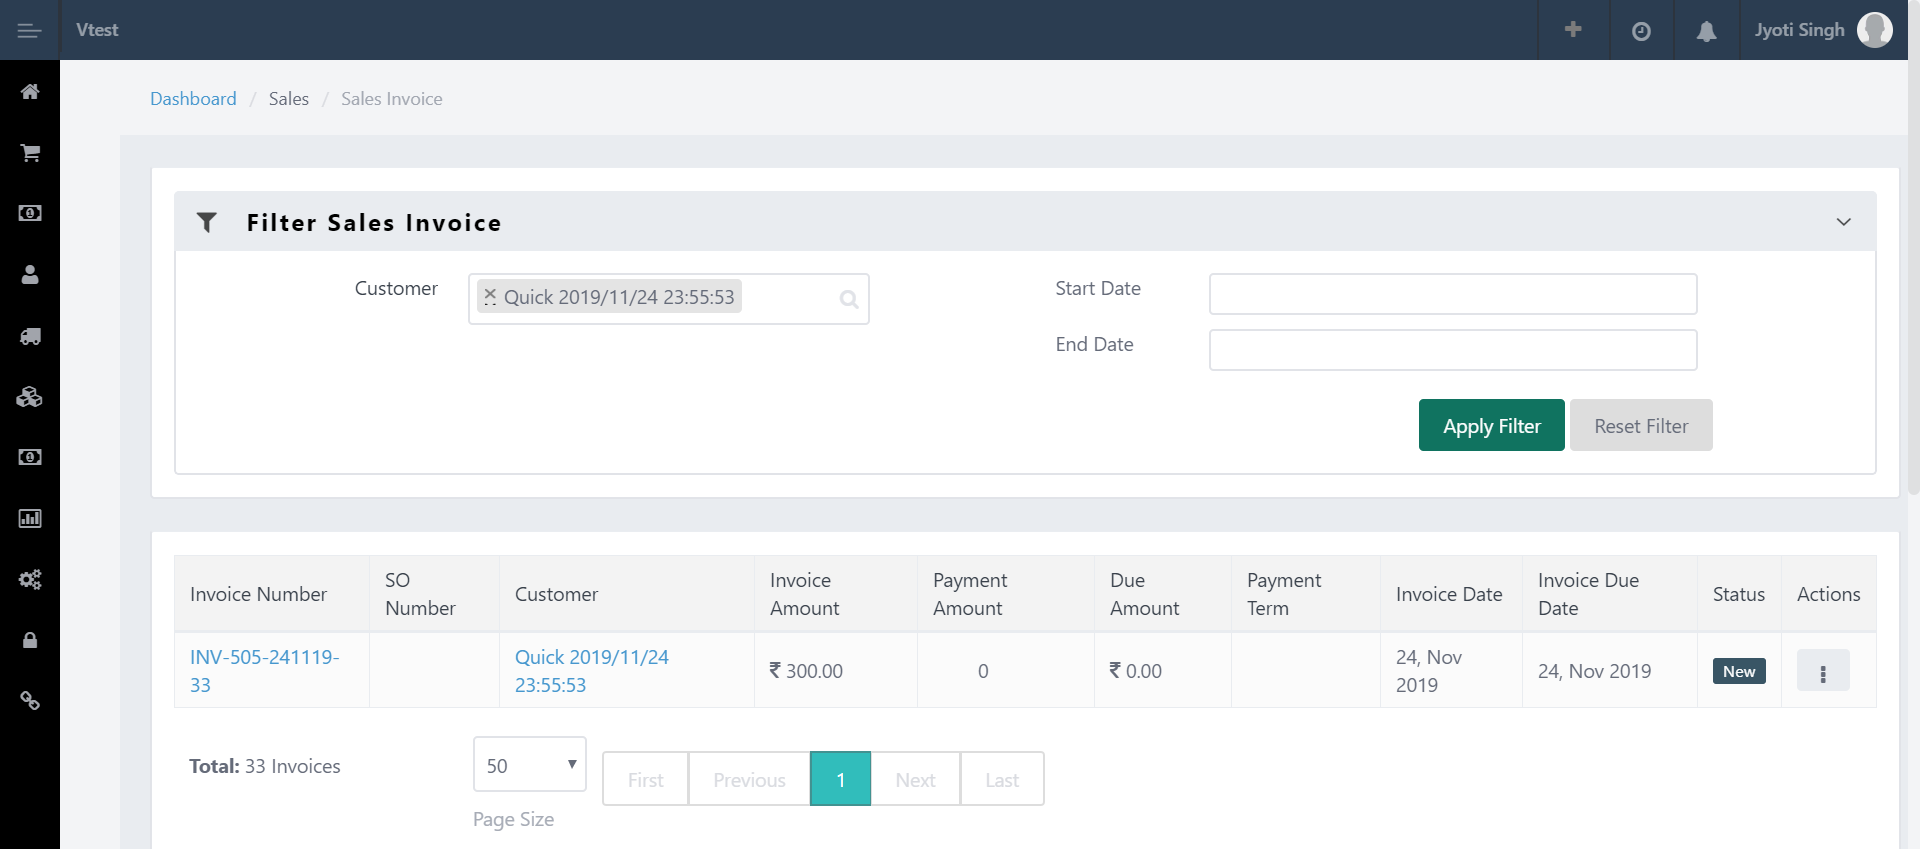 Vtest
Jyoti Singh
Dashboard / Sales / Sales Invoice
Filter Sales Invoice
Customer
× Quick 2019/11/24 23:55:53
Start Date
End Date
Apply Filter
Reset Filter
Invoice Number
SO
Number
Customer
Invoice
Amount
Payment
Amount
Due
Amount
Payment
Term
Invoice Date
Invoice Due
Date
Status
Actions
INV-505-241119-
33
Quick 2019/11/24
23:55:53
₹ 300.00
0
₹ 0.00
24, Nov
2019
24, Nov 2019
New
Total: 33 Invoices
50
Page Size
First
Previous
1
Next
Last